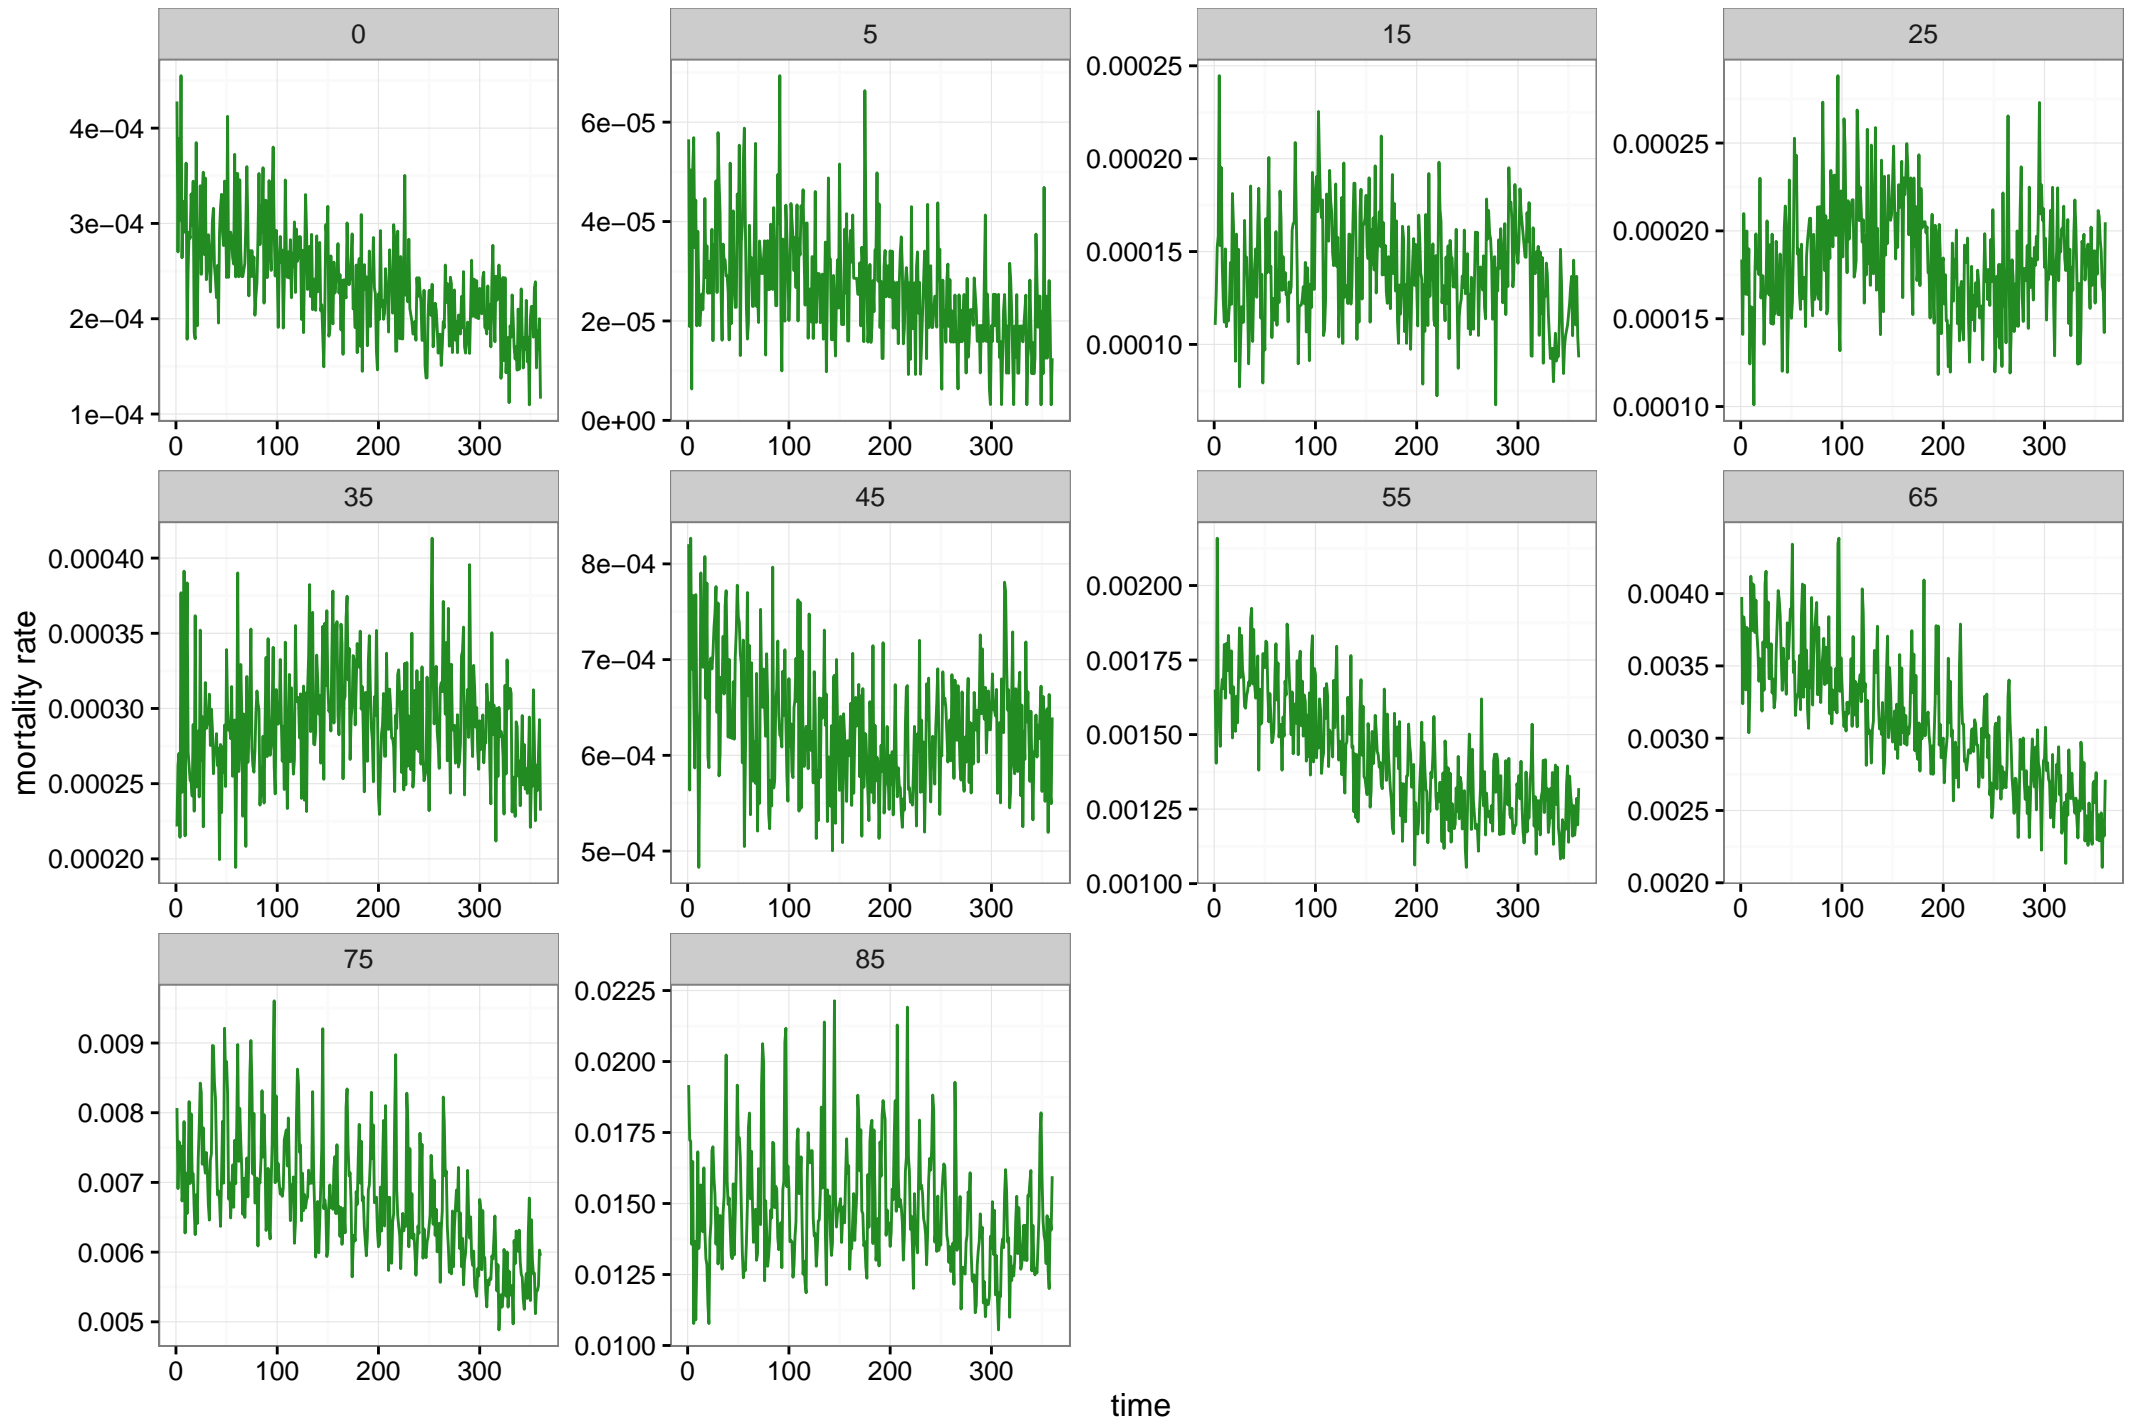 0
5
15
25
4e−04
3e−04
2e−04
1e−04
0 100 200 300
6e−05
4e−05
2e−05
0e+00
0 100 200 300
0.00025
0.00020
0.00015
0.00010
0 100 200 300
0.00025
0.00020
0.00015
0.00010
0 100 200 300
35
45
55
65
0.00040
0.00035
0.00030
0.00025
0.00020
0 100 200 300
8e−04
7e−04
6e−04
5e−04
0 100 200 300
0.00200
0.00175
0.00150
0.00125
0.00100
0 100 200 300
0.0040
0.0035
0.0030
0.0025
0.0020
0 100 200 300
75
85
0.009
0.008
0.007
0.006
0.005
0 100 200 300
0.0225
0.0200
0.0175
0.0150
0.0125
0.0100
0 100 200 300
mortality rate
time